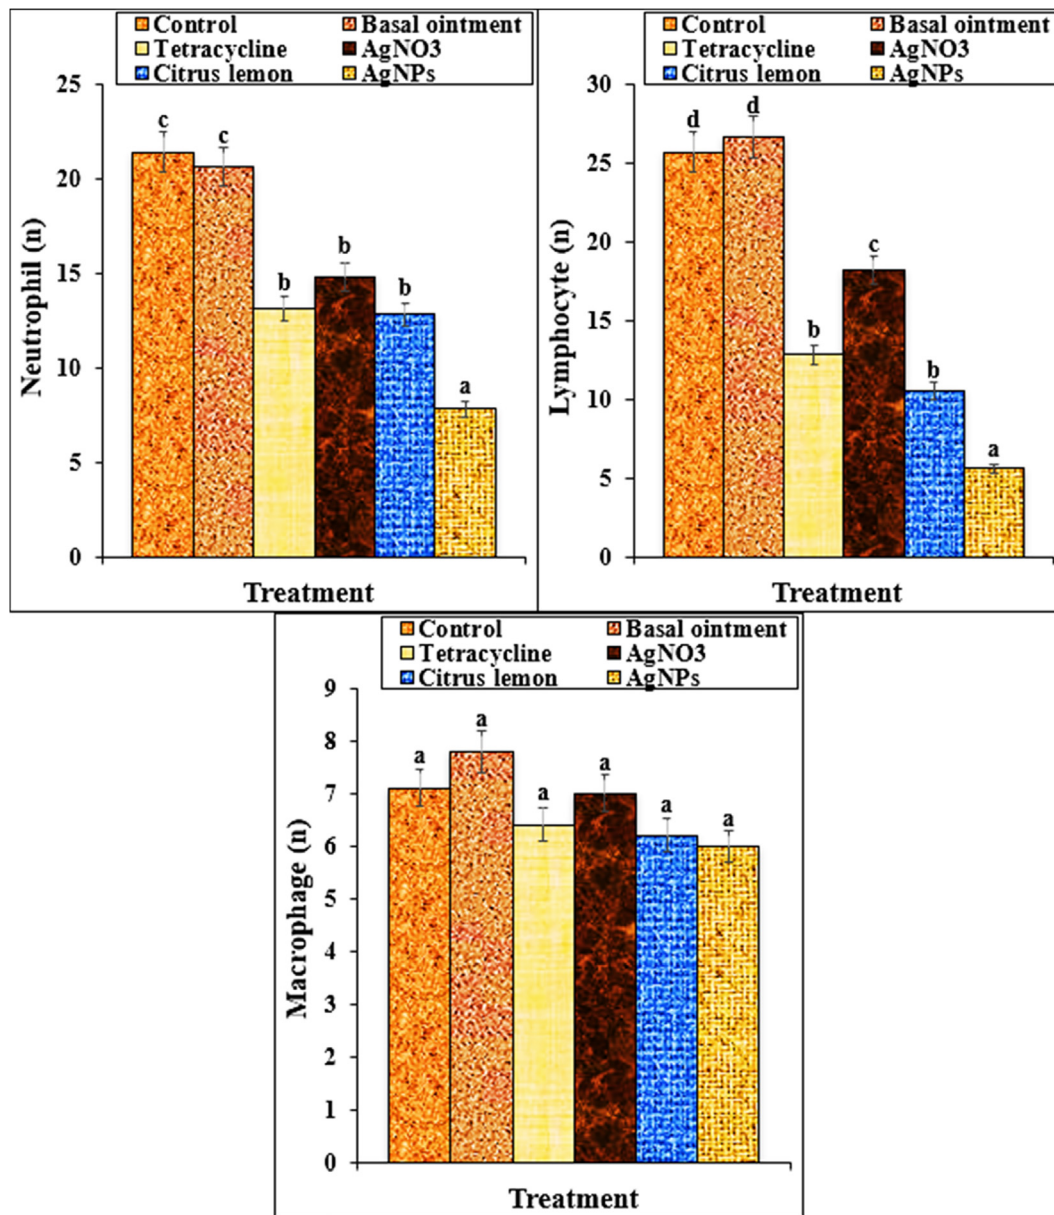 Control Basal ointment
Tetracycline AgNO3
Citrus lemon AgNPs
25
20
15
10
5
0
Neutrophil (n)
c c b b b a
Treatment
Control Basal ointment
Tetracycline AgNO3
Citrus lemon AgNPs
30
25
20
15
10
5
0
Lymphocyte (n)
d d b c b a
Treatment
Control Basal ointment
Tetracycline AgNO3
Citrus lemon AgNPs
9
8
7
6
5
4
3
2
1
0
Macrophage (n)
a a a a a a
Treatment